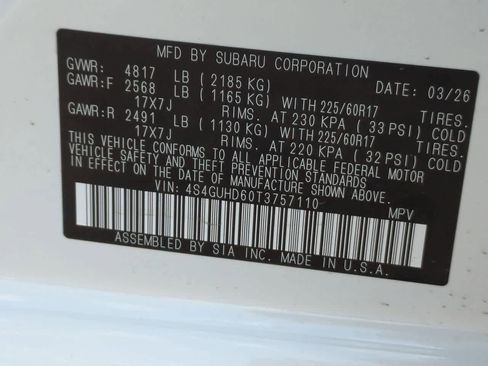 MFD BY SUBARU CORPORATION
GVWR: 4817 LB (2185 KG) DATE: 03/26
GAWR:F 2568 LB (1165 KG) WITH 225/60R17 TIRES.
17X7J RIMS. AT 230 KPA (33 PSI) COLD
GAWR:R 2491 LB (1130 KG) WITH 225/60R17 TIRES.
17X7J RIMS. AT 220 KPA (32 PSI) COLD
THIS VEHICLE CONFORMS TO ALL APPLICABLE FEDERAL MOTOR
VEHICLE SAFETY AND THEFT PREVENTION STANDARDS
IN EFFECT ON THE DATE OF MANUFACTURE SHOWN ABOVE.
VIN: 4S4GUHD60T3757110 MPV
ASSEMBLED BY SIA INC. MADE IN U.S.A.